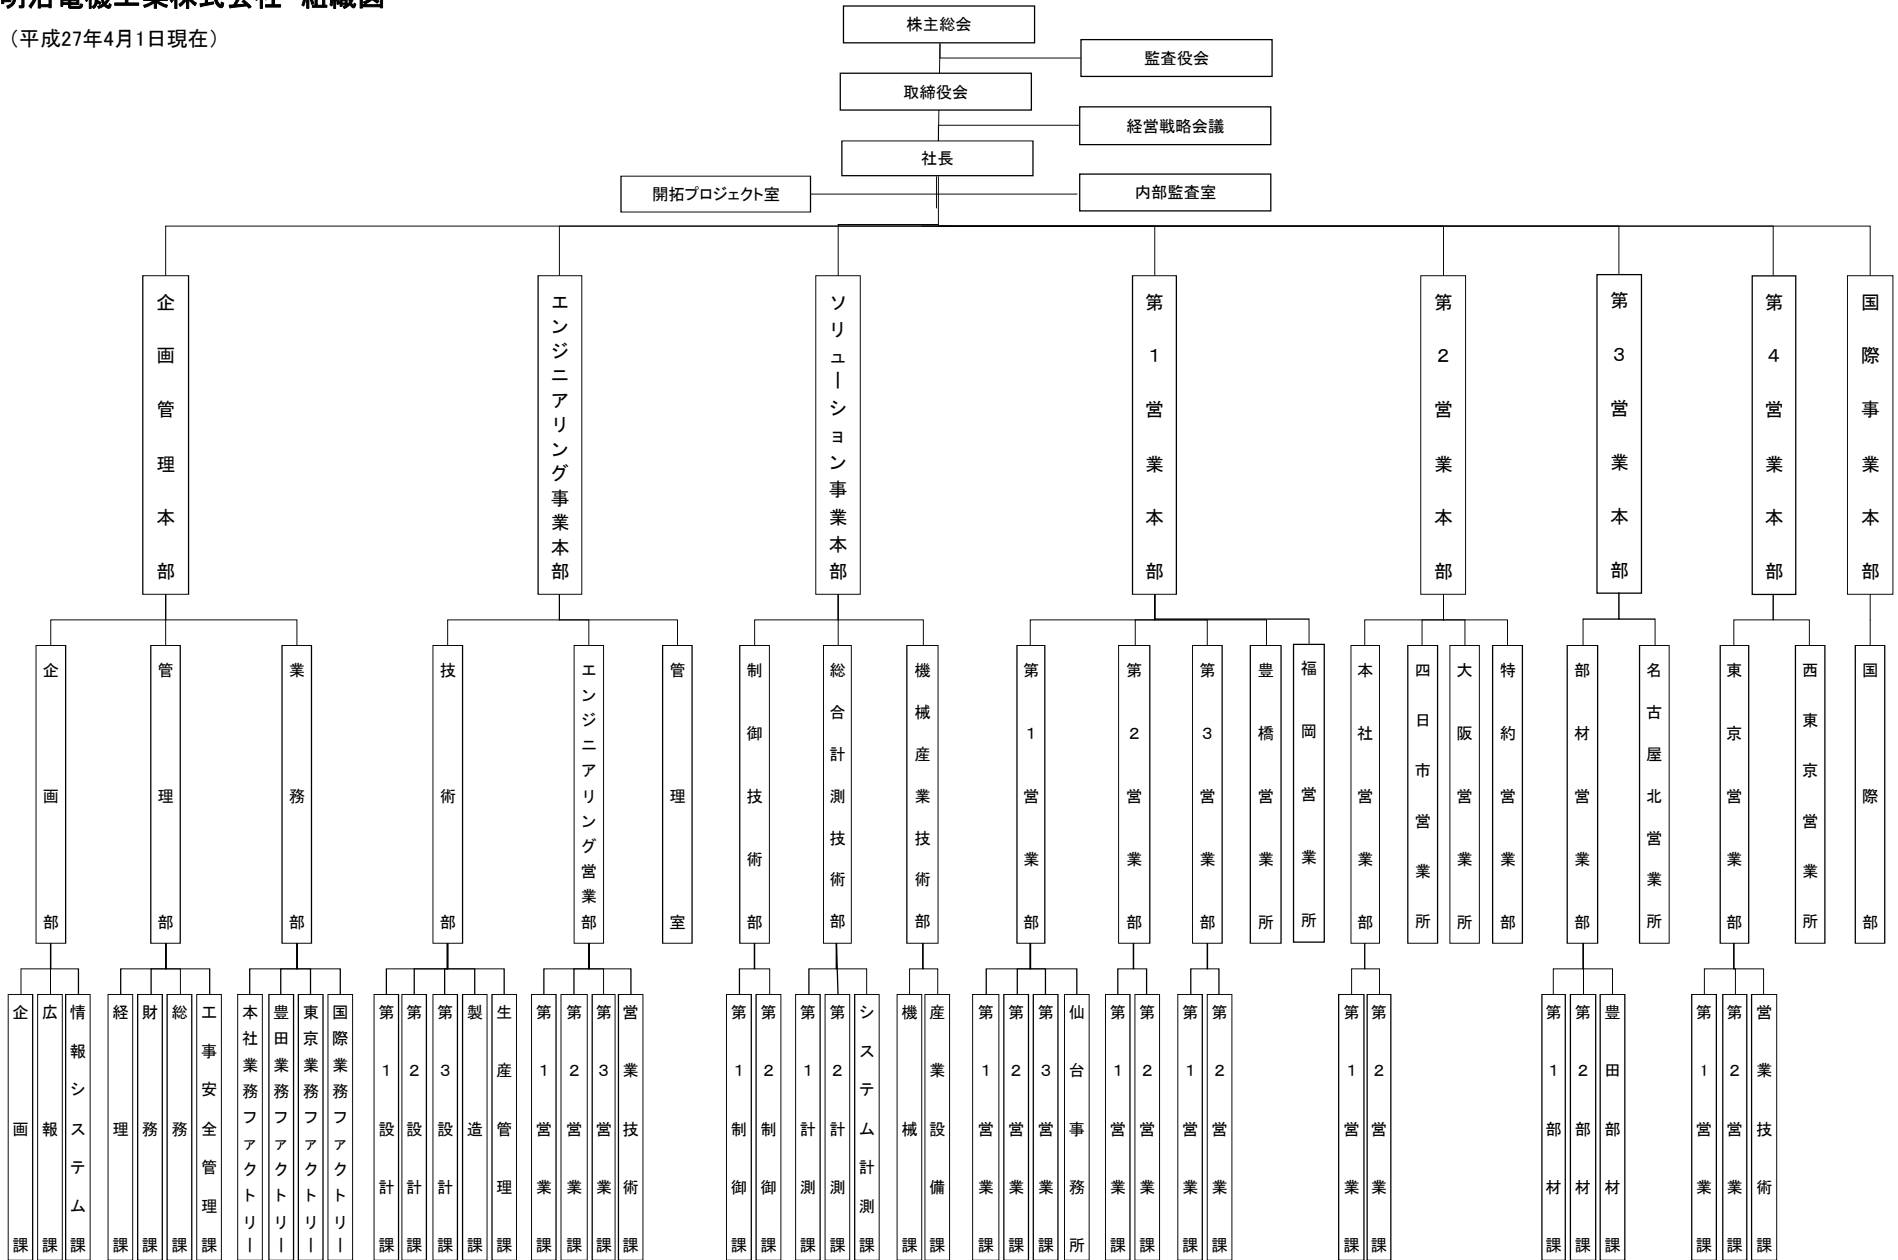 明治電機工業株式会社 組織図
（平成27年4月1日現在）
株主総会
監査役会
取締役会
経営戦略会議
社長
開拓プロジェクト室
内部監査室
企画管理本部
エンジニアリング事業本部
ソリューション事業本部
第１営業本部
第２営業本部
第３営業本部
第４営業本部
国際事業本部
企画部
管理部
業務部
技術部
エンジニアリング営業部
管理室
制御技術部
総合計測技術部
機械産業技術部
第１営業部
第２営業部
第３営業部
豊橋営業所
福岡営業所
本社営業部
四日市営業所
大阪営業所
特約営業部
部材営業部
名古屋北営業所
東京営業部
西東京営業所
国際部
企画課
広報課
情報システム課
経理課
財務課
総務課
工事安全管理課
本社業務ファクトリー
豊田業務ファクトリー
東京業務ファクトリー
国際業務ファクトリー
第１設計課
第２設計課
第３設計課
製造課
生産管理課
第１営業課
第２営業課
第３営業課
営業技術課
第１制御課
第２制御課
第１計測課
第２計測課
システム計測課
機械課
産業設備課
第１営業課
第２営業課
第３営業課
仙台事務所
第１営業課
第２営業課
第１営業課
第２営業課
第１営業課
第２営業課
第１部材課
第２部材課
豊田部材課
第１営業課
第２営業課
営業技術課